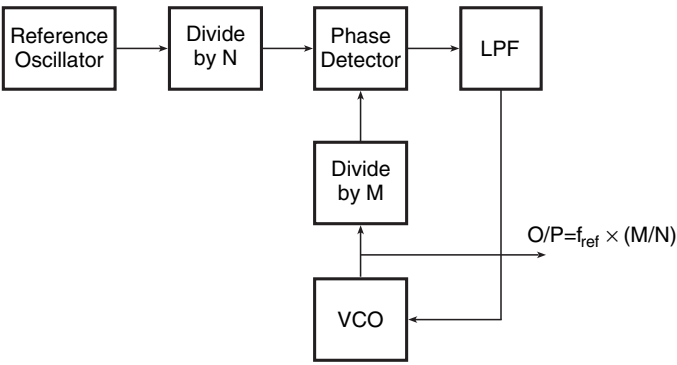 Reference
Oscillator
Divide
by N
Phase
Detector
LPF
Divide
by M
O/P=fref × (M/N)
VCO